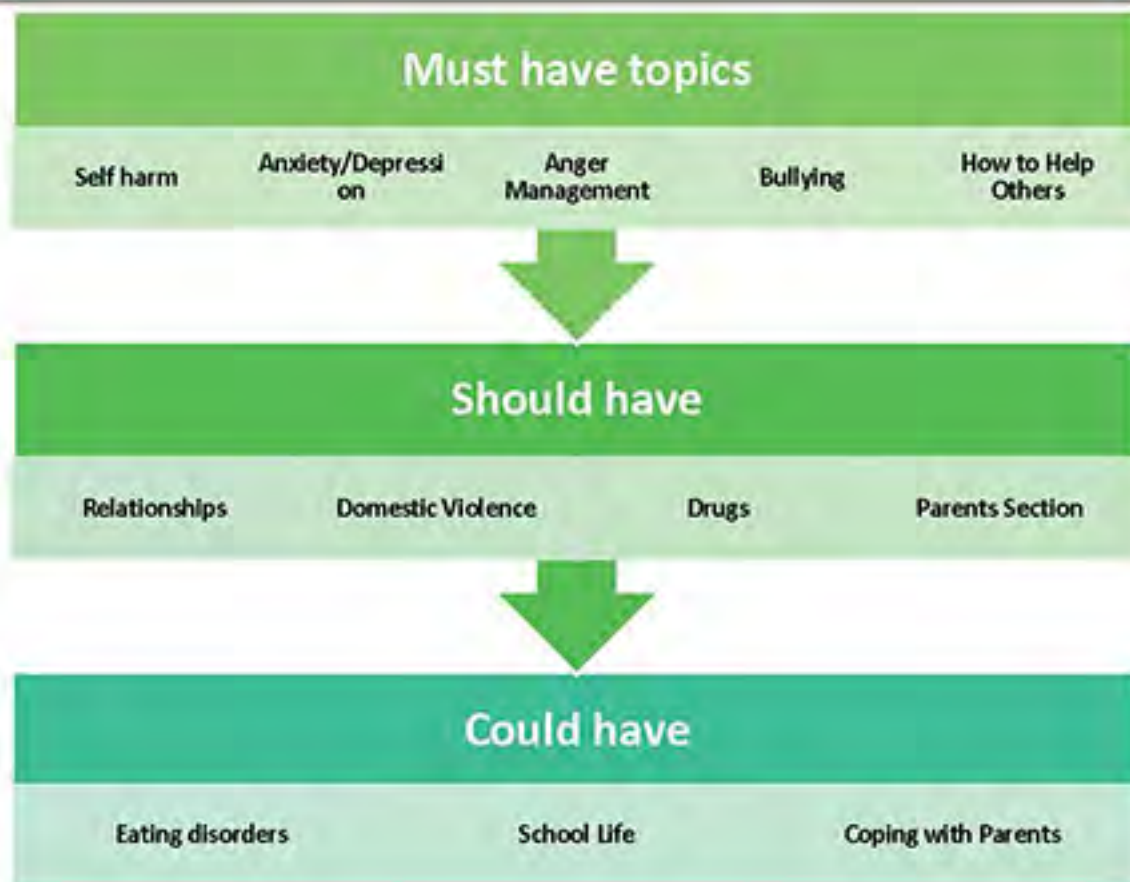 Must have topics
Self harm
Anxiety/Depressi
on
Anger
Management
Bullying
How to Help
Others
Should have
Relationships
Domestic Violence
Drugs
Parents Section
Could have
Eating disorders
School Life
Coping with Parents